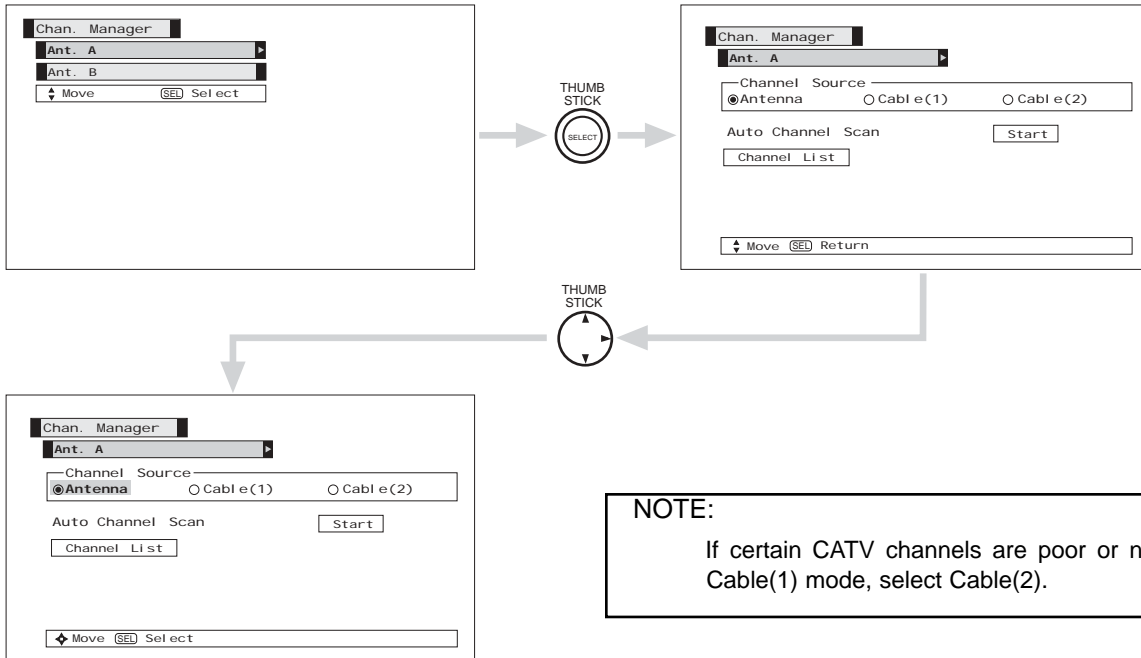 Chan. Manager
Ant. A
Ant. B
Move SEL Select
THUMB
STICK
SELECT
Chan. Manager
Ant. A
Channel Source
Antenna Cable(1) Cable(2)
Auto Channel Scan Start
Channel List
Move SEL Return
THUMB
STICK
Chan. Manager
Ant. A
Channel Source
Antenna Cable(1) Cable(2)
Auto Channel Scan Start
Channel List
Move SEL Select
NOTE:
If certain CATV channels are poor or
Cable(1) mode, select Cable(2).